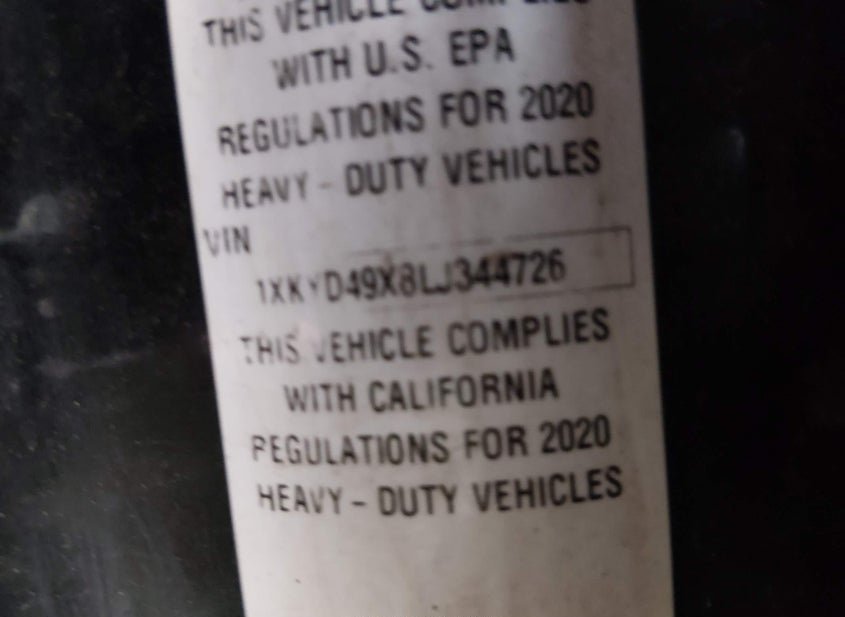 THIS VEHICLE COMPLIES
WITH U.S. EPA
REGULATIONS FOR 2020
HEAVY - DUTY VEHICLES
VIN
1XKYD49X8LJ344726
THIS VEHICLE COMPLIES
WITH CALIFORNIA
REGULATIONS FOR 2020
HEAVY - DUTY VEHICLES